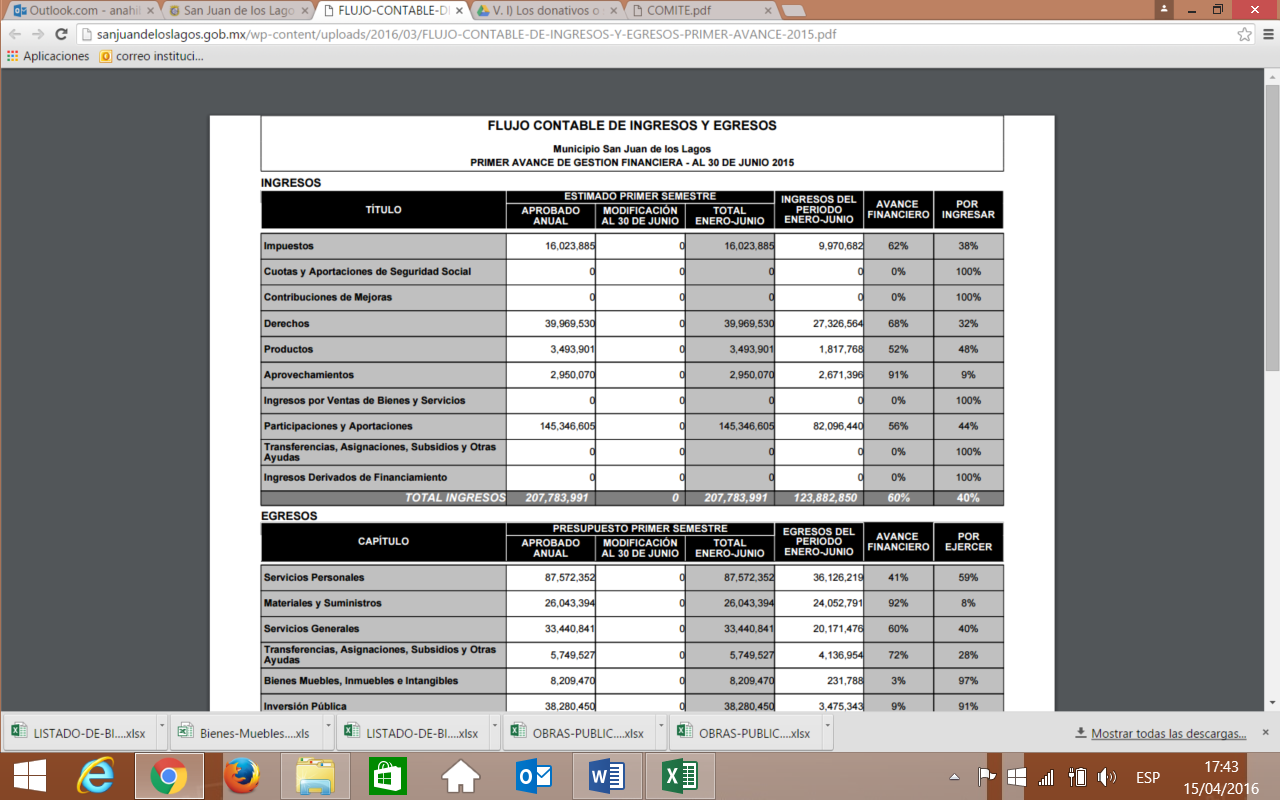 Outlook.com - anahi
San Juan de los Lago
FLUJO-CONTABLE-D
V. I) Los donativos o
COMITE.pdf
sanjuandeloslagos.gob.mx/wp-content/uploads/2016/03/FLUJO-CONTABLE-DE-INGRESOS-Y-EGRESOS-PRIMER-AVANCE-2015.pdf
Aplicaciones correo instituci...
FLUJO CONTABLE DE INGRESOS Y EGRESOS
Municipio San Juan de los Lagos
PRIMER AVANCE DE GESTION FINANCIERA - AL 30 DE JUNIO 2015
INGRESOS
TÍTULO
ESTIMADO PRIMER SEMESTRE
APROBADO ANUAL
MODIFICACIÓN AL 30 DE JUNIO
TOTAL ENERO-JUNIO
INGRESOS DEL PERIODO ENERO-JUNIO
AVANCE FINANCIERO
POR INGRESAR
Impuestos 16,023,885 0 16,023,885 9,970,682 62% 38%
Cuotas y Aportaciones de Seguridad Social 0 0 0 0 0% 100%
Contribuciones de Mejoras 0 0 0 0 0% 100%
Derechos 39,969,530 0 39,969,530 27,326,564 68% 32%
Productos 3,493,901 0 3,493,901 1,817,768 52% 48%
Aprovechamientos 2,950,070 0 2,950,070 2,671,396 91% 9%
Ingresos por Ventas de Bienes y Servicios 0 0 0 0 0% 100%
Participaciones y Aportaciones 145,346,605 0 145,346,605 82,096,440 56% 44%
Transferencias, Asignaciones, Subsidios y Otras Ayudas 0 0 0 0 0% 100%
Ingresos Derivados de Financiamiento 0 0 0 0 0% 100%
TOTAL INGRESOS 207,783,991 0 207,783,991 123,882,850 60% 40%
EGRESOS
CAPÍTULO
PRESUPUESTO PRIMER SEMESTRE
APROBADO ANUAL
MODIFICACIÓN AL 30 DE JUNIO
TOTAL ENERO-JUNIO
EGRESOS DEL PERIODO ENERO-JUNIO
AVANCE FINANCIERO
POR EJERCER
Servicios Personales 87,572,352 0 87,572,352 36,126,219 41% 59%
Materiales y Suministros 26,043,394 0 26,043,394 24,052,791 92% 8%
Servicios Generales 33,440,841 0 33,440,841 20,171,476 60% 40%
Transferencias, Asignaciones, Subsidios y Otras Ayudas 5,749,527 0 5,749,527 4,136,954 72% 28%
Bienes Muebles, Inmuebles e Intangibles 8,209,470 0 8,209,470 231,788 3% 97%
Inversión Pública 38,280,450 0 38,280,450 3,475,343 9% 91%
LISTADO-DE-BI....xlsx
Bienes-Muebles....xls
LISTADO-DE-BI....xlsx
OBRAS-PUBLIC....xlsx
OBRAS-PUBLIC....xlsx
Mostrar todas las descargas...
ESP
17:43
15/04/2016